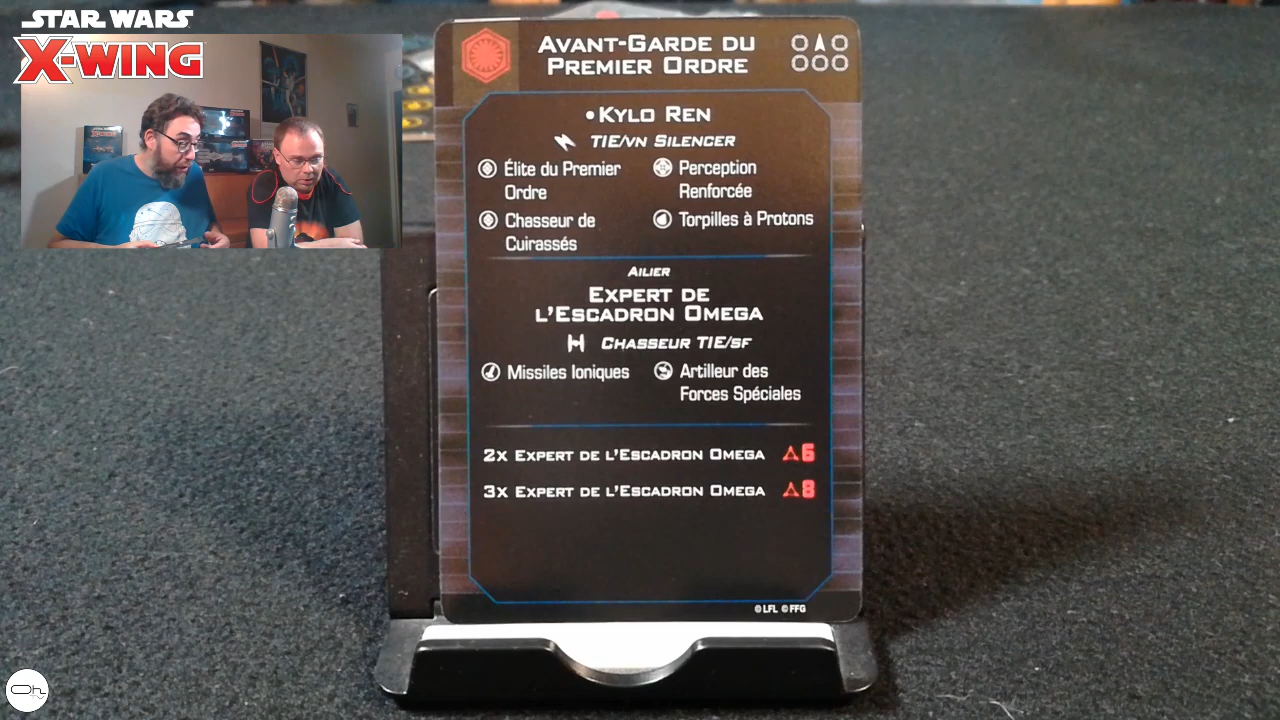 STAR WARS
X-WING
AVANT-GARDE DU
PREMIER ORDRE
•KYLO REN
TIE/VN SILENCER
Élite du Premier
Ordre
Perception
Renforcée
Chasseur de
Cuirassés
Torpilles à Protons
AILIER
EXPERT DE
L'ESCADRON OMEGA
CHASSEUR TIE/SF
Missiles Ioniques
Artilleur des
Forces Spéciales
2X EXPERT DE L'ESCADRON OMEGA 6
3X EXPERT DE L'ESCADRON OMEGA 8
© LFL © FFG